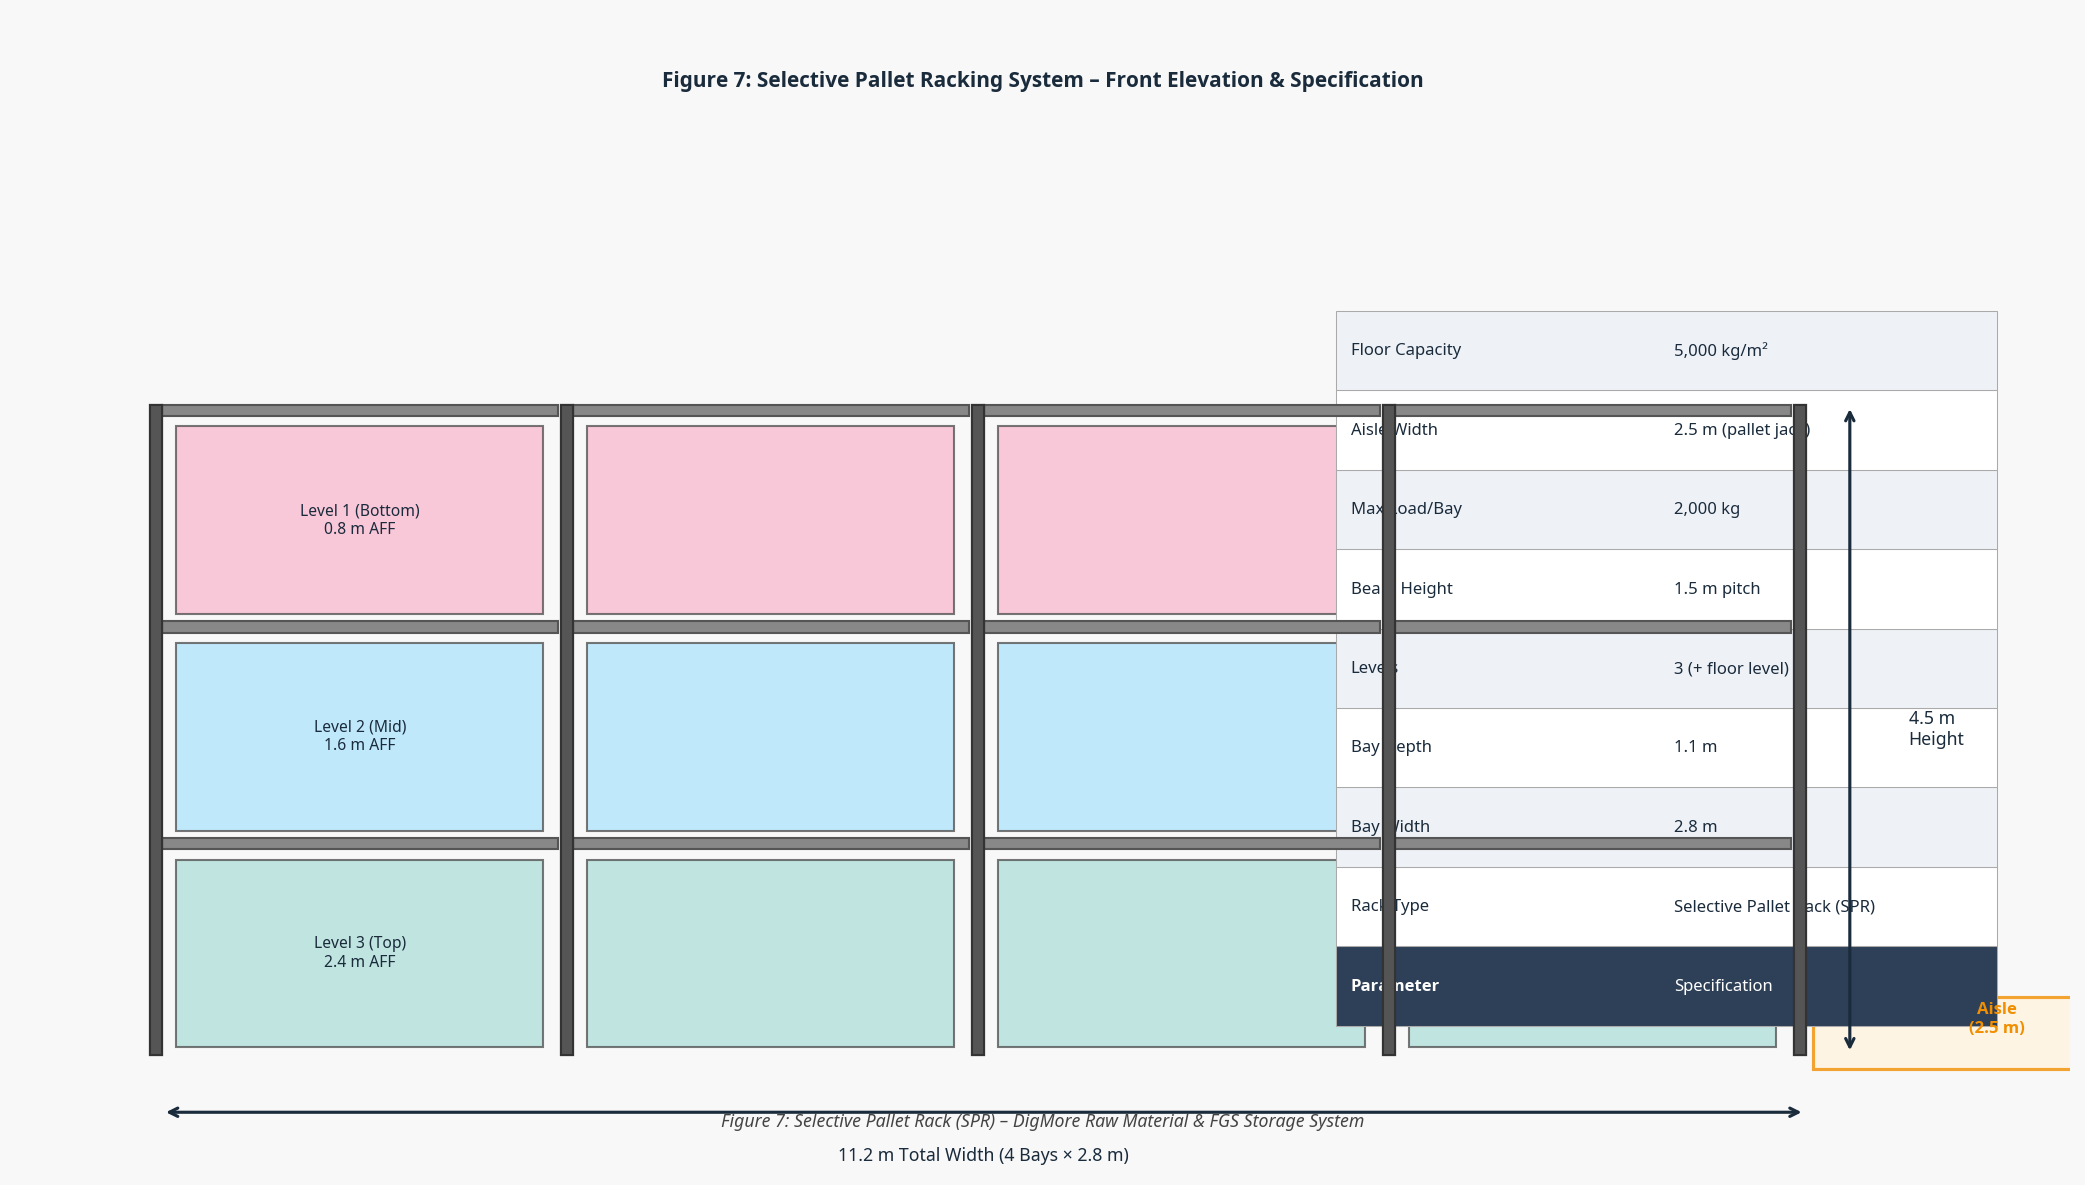 Figure 7: Selective Pallet Racking System – Front Elevation & Specification
Floor Capacity 5,000 kg/m²
Aisle Width 2.5 m (pallet jack)
Max Load/Bay 2,000 kg
Beam Height 1.5 m pitch
Levels 3 (+ floor level)
Bay Depth 1.1 m
Bay Width 2.8 m
Rack Type Selective Pallet Rack (SPR)
Parameter Specification
Level 1 (Bottom)
0.8 m AFF
Level 2 (Mid)
1.6 m AFF
Level 3 (Top)
2.4 m AFF
4.5 m
Height
Aisle
(2.5 m)
Figure 7: Selective Pallet Rack (SPR) – DigMore Raw Material & FGS Storage System
11.2 m Total Width (4 Bays × 2.8 m)